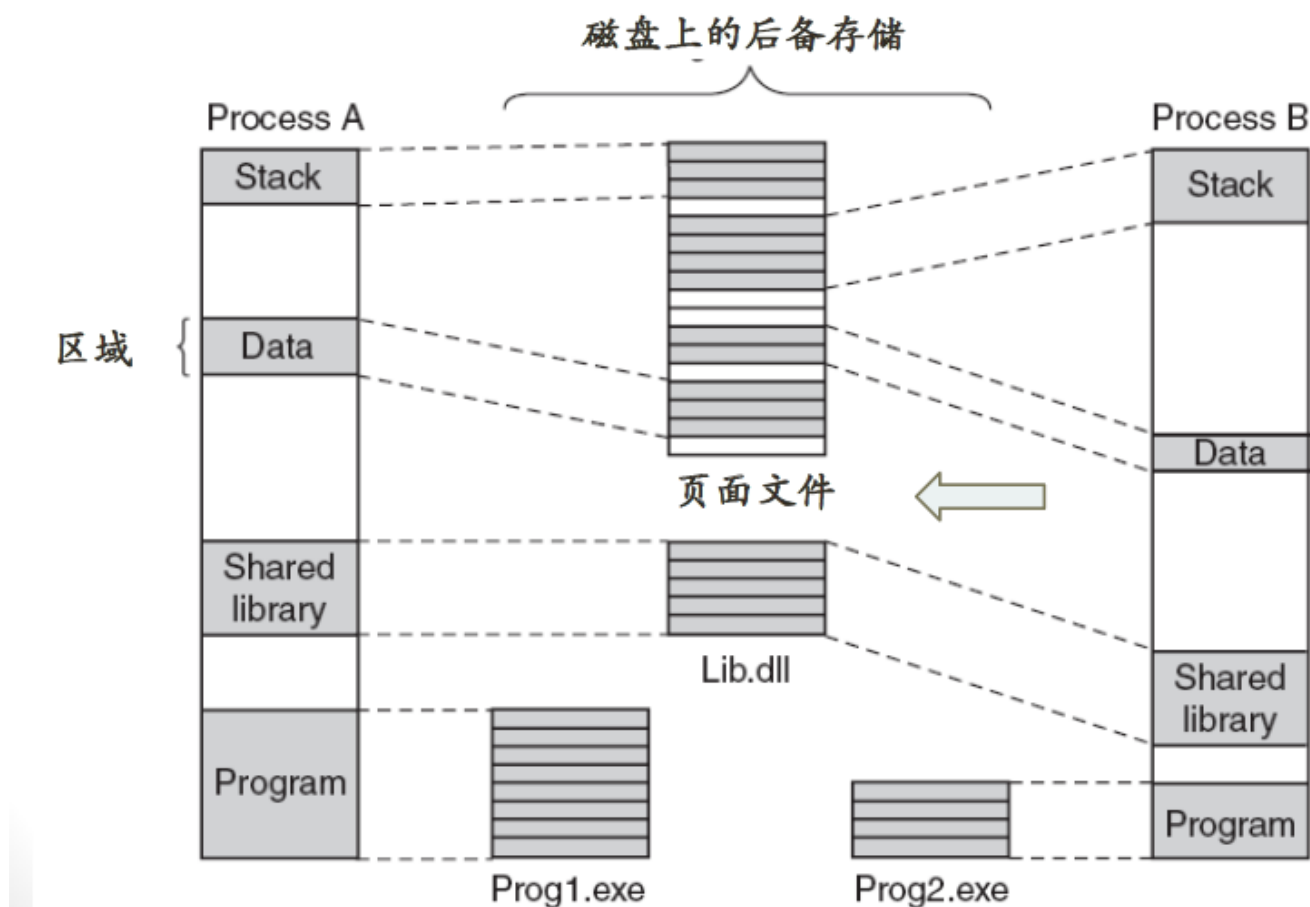 磁盘上的后备存储
Process A
Process B
Stack
Stack
区域
Data
Data
页面文件
Shared
library
Lib.dll
Shared
library
Program
Program
Prog1.exe
Prog2.exe